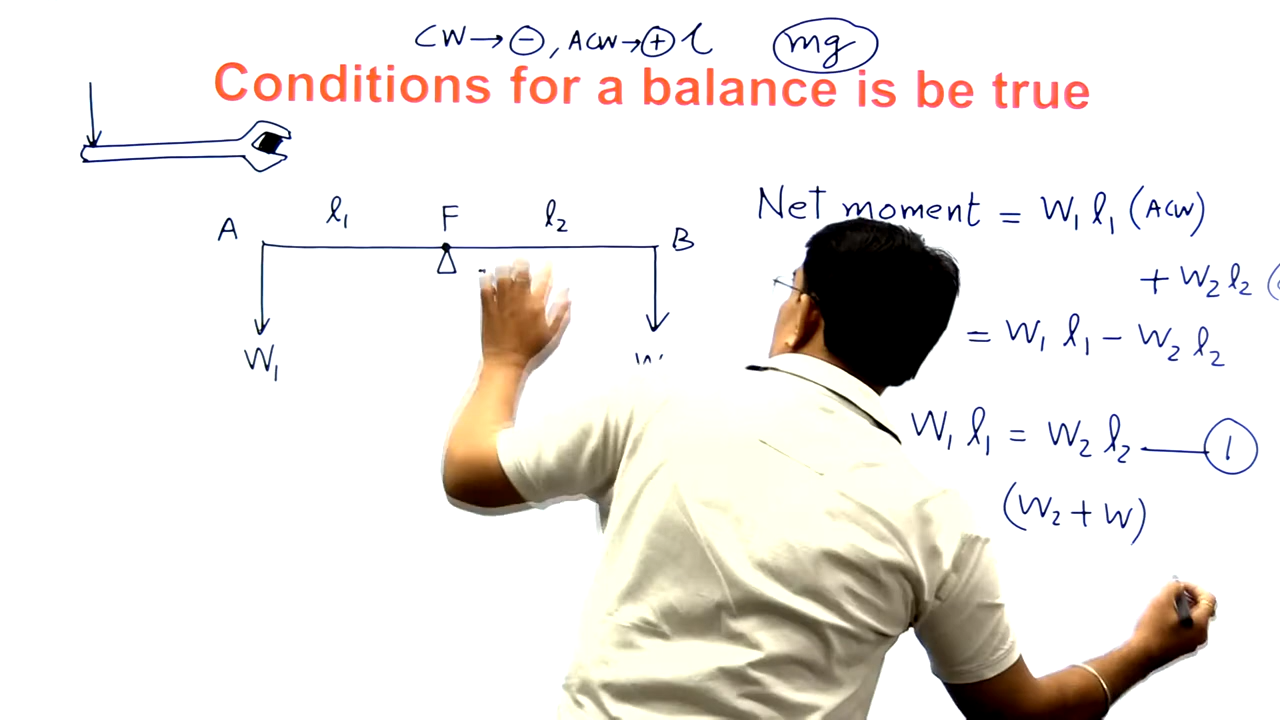 CW → ⊖, ACW → ⊕ l mg
Conditions for a balance is be true
A l₁ F l₂ B
W₁
Net moment = W₁ l₁ (ACW)
+ W₂ l₂ (
= W₁ l₁ − W₂ l₂
W₁ l₁ = W₂ l₂ —— ①
(W₂ + W)